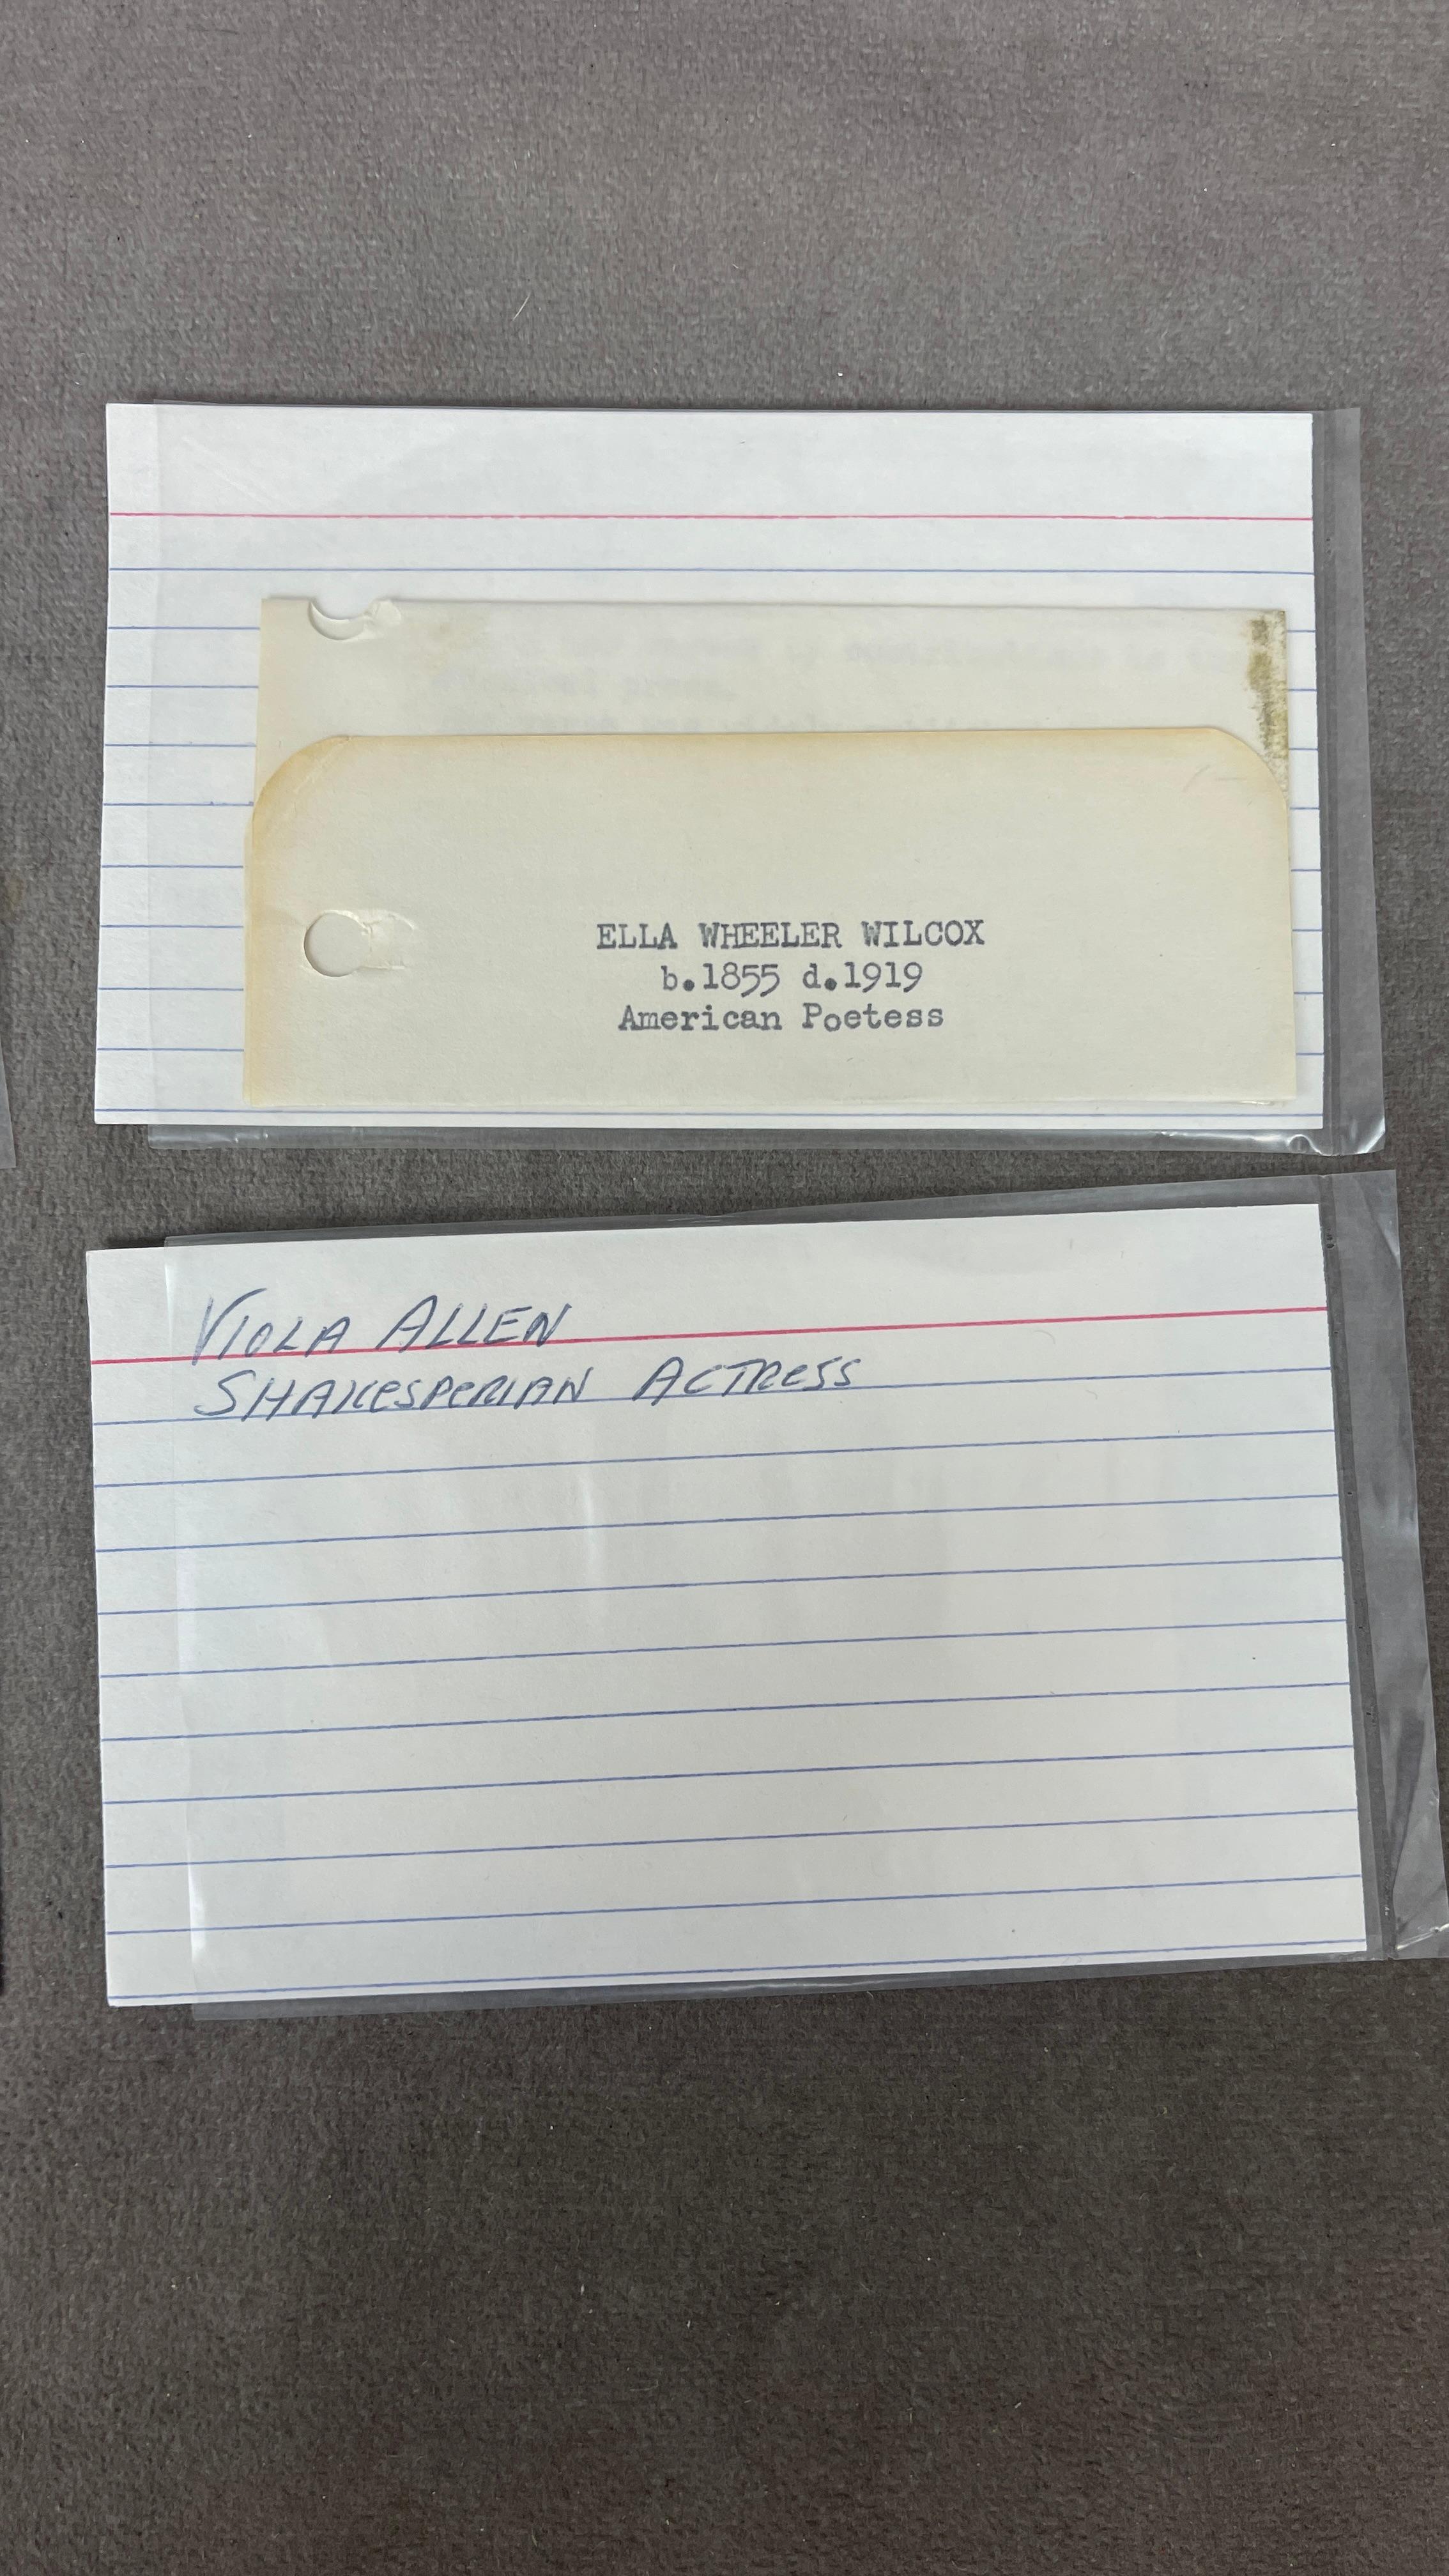 ELLA WHEELER WILCOX
b.1855 d.1919
American Poetess
VIOLA ALLEN
SHAKESPERIAN ACTRESS